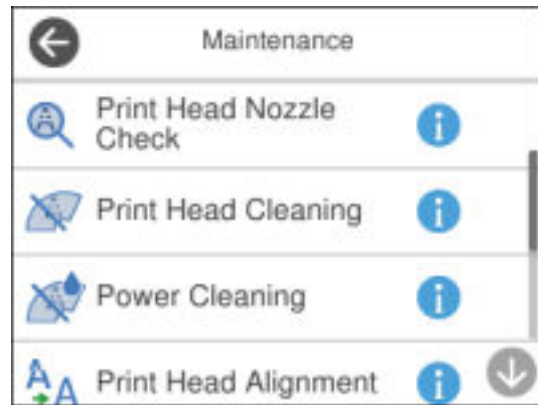 Maintenance
Print Head Nozzle
Check
Print Head Cleaning
Power Cleaning
Print Head Alignment